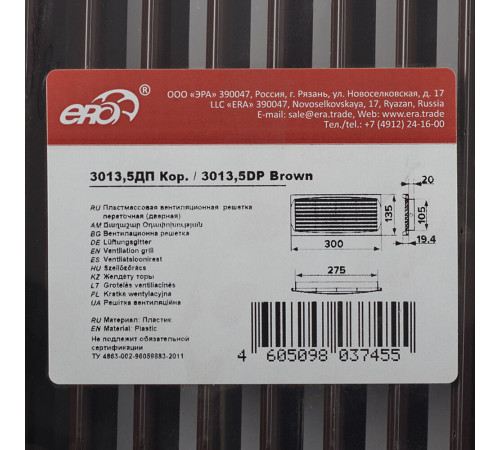 ERA®
ООО «ЭРА» 390047, Россия, г. Рязань, ул. Новоселковская, д. 17
LLC «ERA» 390047, Novoselkovskaya, 17, Ryazan, Russia
E-mail: sale@era.trade, Web: www.era.trade
Тел./tel.: +7 (4912) 24-16-00
3013,5ДП Кор. / 3013,5DP Brown
RU Пластмассовая вентиляционная решетка
переточная (дверная)
AM Գաղաշար Օդափոխության
BG Вентилационна решетка
DE Lüftungsgitter
EN Ventilation grill
ES Ventatsioonirest
HU Szellőzőrács
KZ Желдету торы
LT Grotelės ventiliacinės
PL Kratka wentylacyjna
UA Решітка вентиляційна
RU Материал: Пластик
EN Material: Plastic
Не подлежит обязательной
сертификации
ТУ 4863-002-96059883-2011
20
135
105
300
19.4
275
4 605098 037455